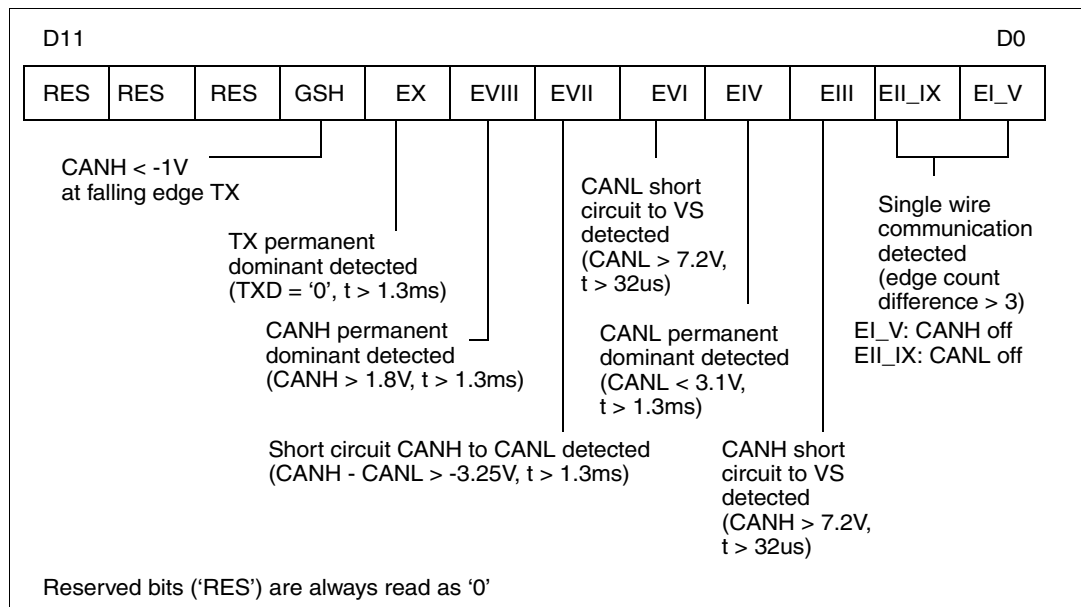 D11 D0
RES RES RES GSH EX EVIII EVII EVI EIV EIII EII_IX EI_V
CANH < -1V
at falling edge TX
TX permanent
dominant detected
(TXD = ‘0’, t > 1.3ms)
CANH permanent
dominant detected
(CANH > 1.8V, t > 1.3ms)
Short circuit CANH to CANL detected
(CANH - CANL > -3.25V, t > 1.3ms)
CANL short
circuit to VS
detected
(CANL > 7.2V,
t > 32us)
CANL permanent
dominant detected
(CANL < 3.1V,
t > 1.3ms)
CANH short
circuit to VS
detected
(CANH > 7.2V,
t > 32us)
Single wire
communication
detected
(edge count
difference > 3)
EI_V: CANH off
EII_IX: CANL off
Reserved bits (‘RES’) are always read as ‘0’